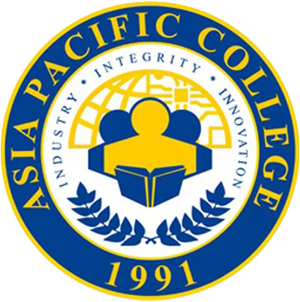 ASIA PACIFIC COLLEGE
INDUSTRY · INTEGRITY · INNOVATION
1991